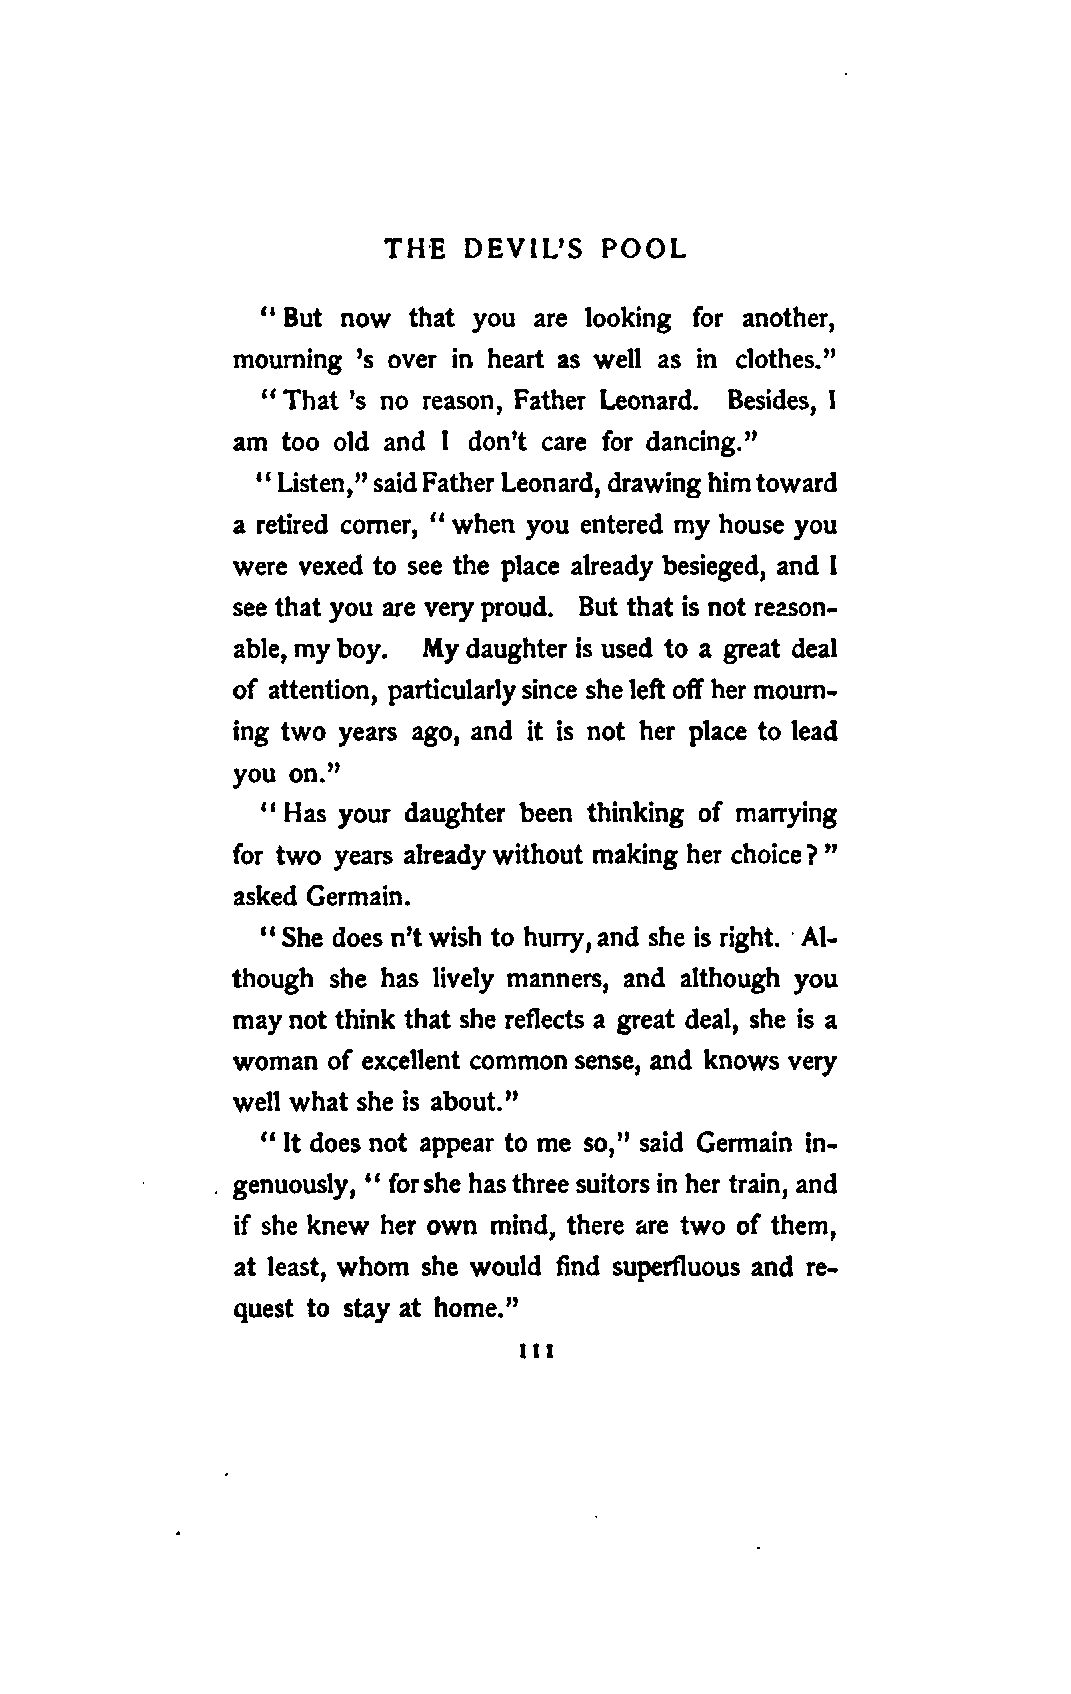 THE DEVIL'S POOL
“ But now that you are looking for another,
mourning 's over in heart as well as in clothes.”
“ That 's no reason, Father Leonard. Besides, I
am too old and I don't care for dancing.”
“ Listen,” said Father Leonard, drawing him toward
a retired corner, “ when you entered my house you
were vexed to see the place already besieged, and I
see that you are very proud. But that is not reason-
able, my boy. My daughter is used to a great deal
of attention, particularly since she left off her mourn-
ing two years ago, and it is not her place to lead
you on.”
“ Has your daughter been thinking of marrying
for two years already without making her choice ? ”
asked Germain.
“ She does n't wish to hurry, and she is right. Al-
though she has lively manners, and although you
may not think that she reflects a great deal, she is a
woman of excellent common sense, and knows very
well what she is about.”
“ It does not appear to me so,” said Germain in-
genuously, “ for she has three suitors in her train, and
if she knew her own mind, there are two of them,
at least, whom she would find superfluous and re-
quest to stay at home.”
111